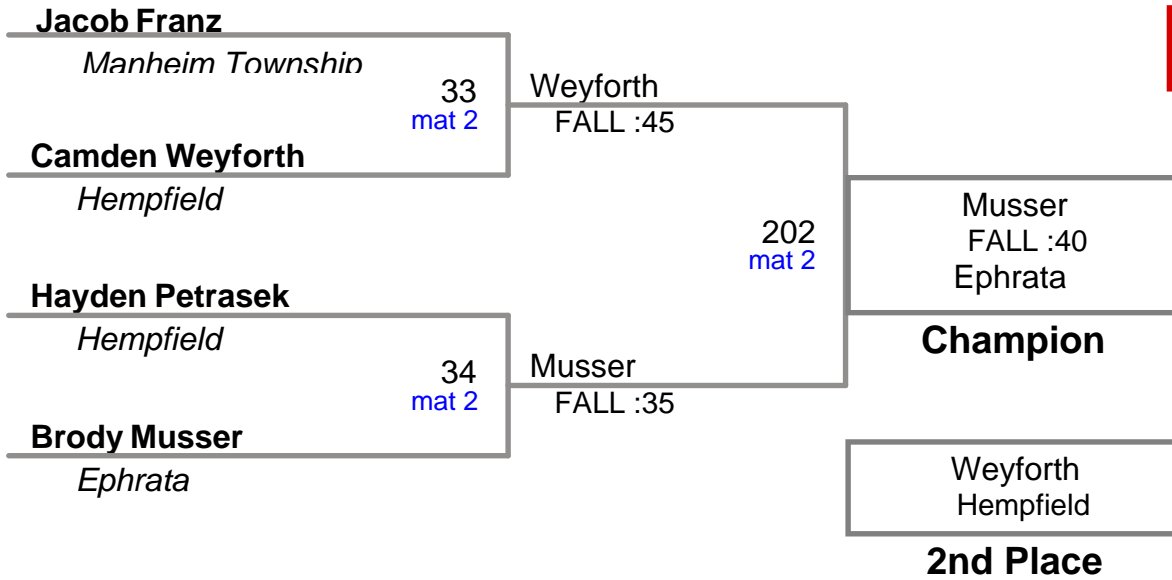 Jacob Franz
Manheim Township
33
mat 2
Weyforth
FALL :45
Camden Weyforth
Hempfield
202
mat 2
Musser
FALL :40
Ephrata
Champion
Hayden Petrasek
Hempfield
34
mat 2
Musser
FALL :35
Brody Musser
Ephrata
Weyforth
Hempfield
2nd Place